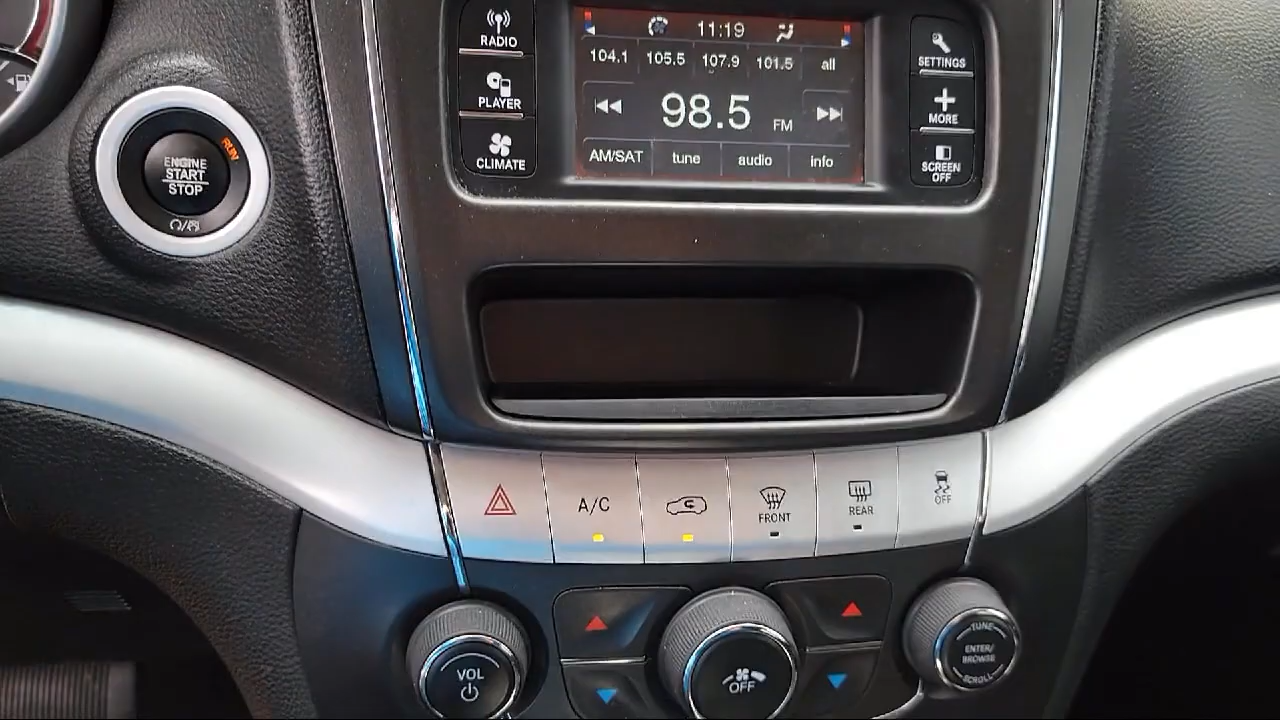 RADIO
PLAYER
CLIMATE
11:19
104.1 105.5 107.9 101.5 all
98.5 FM
AM/SAT tune audio info
SETTINGS
MORE
SCREEN
OFF
RUN
ENGINE
START
STOP
A/C
FRONT
REAR
OFF
VOL
OFF
TUNE
ENTER/
BROWSE
SCROLL